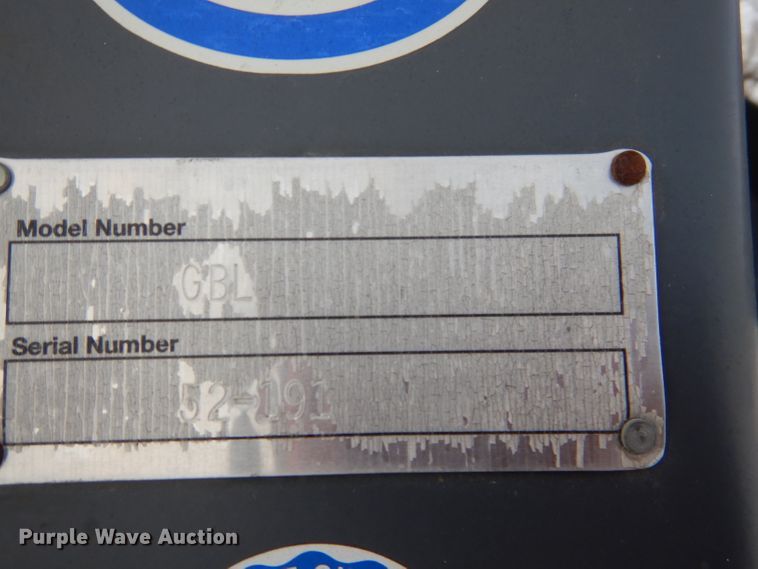 Model Number
GBL
Serial Number
52-191
Purple Wave Auction